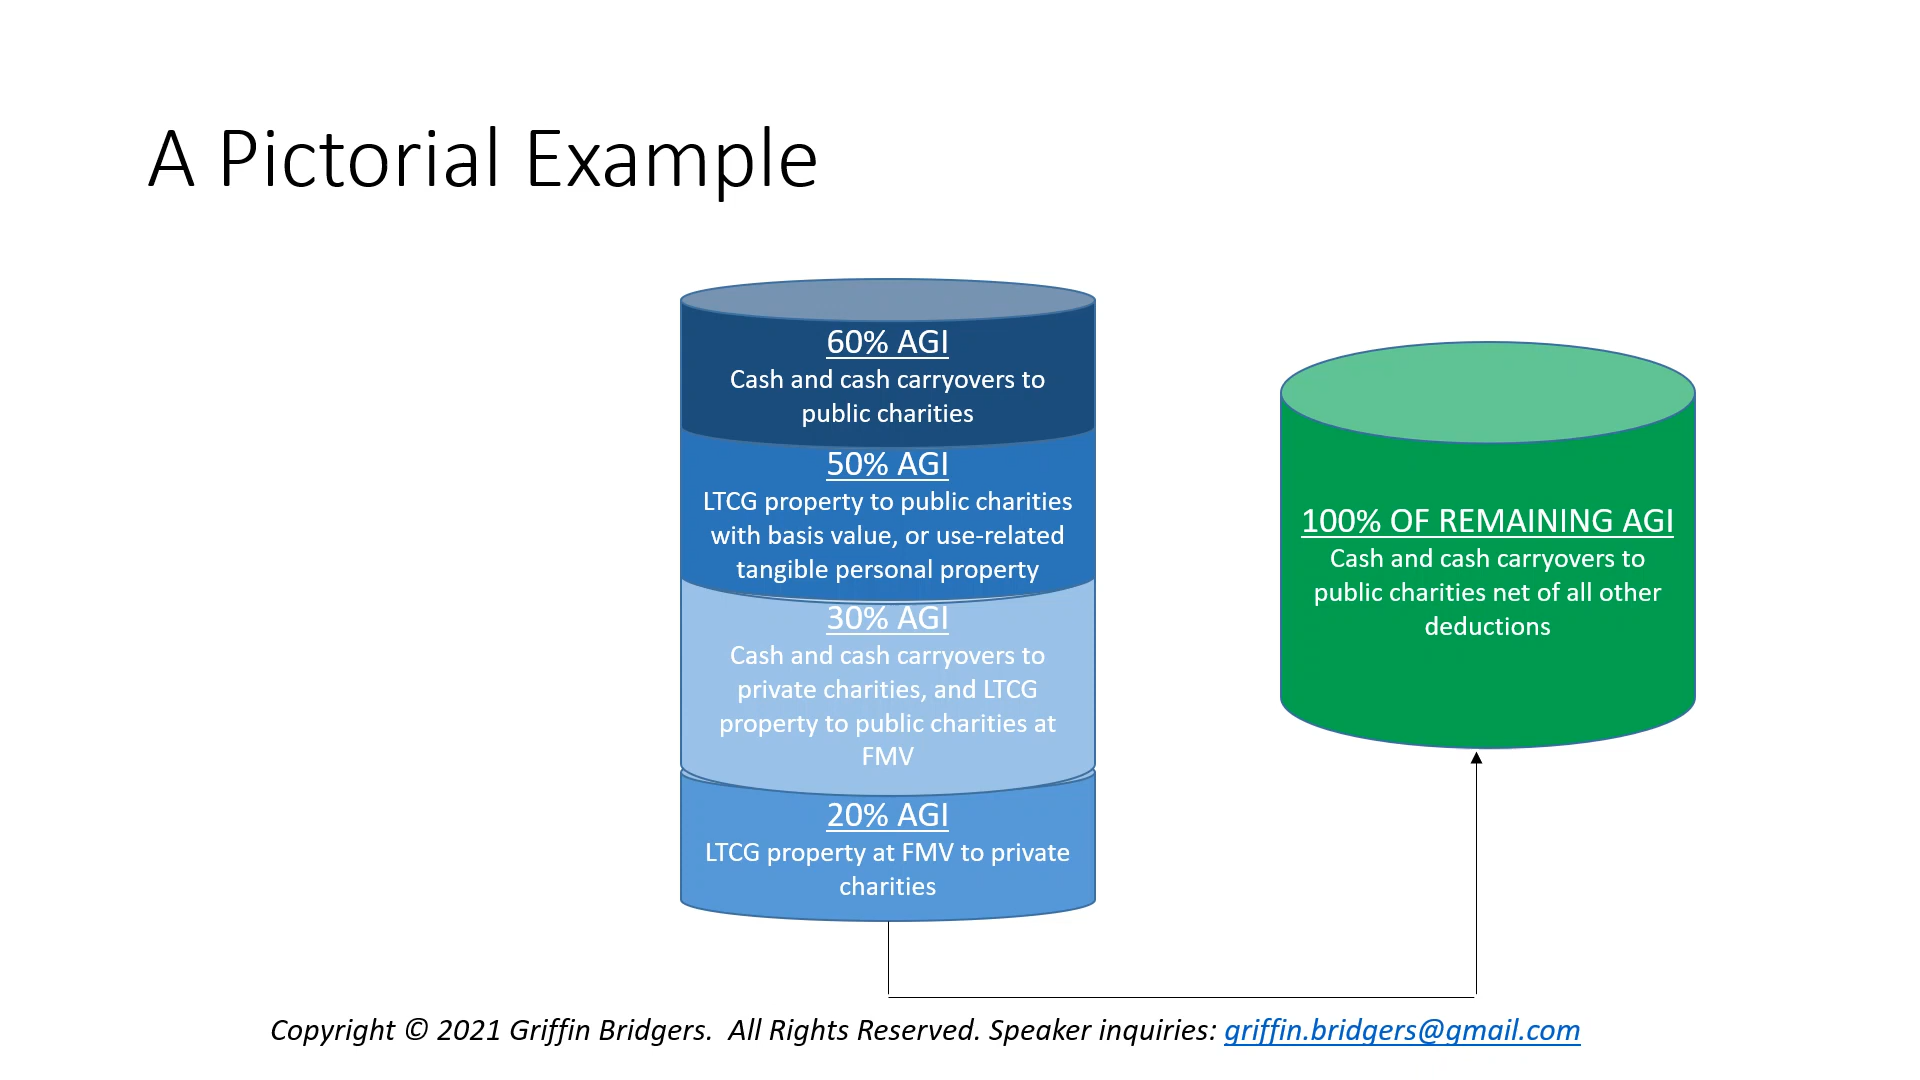 A Pictorial Example
60% AGI
Cash and cash carryovers to
public charities
50% AGI
LTCG property to public charities
with basis value, or use-related
tangible personal property
30% AGI
Cash and cash carryovers to
private charities, and LTCG
property to public charities at
FMV
20% AGI
LTCG property at FMV to private
charities
100% OF REMAINING AGI
Cash and cash carryovers to
public charities net of all other
deductions
Copyright © 2021 Griffin Bridgers.  All Rights Reserved. Speaker inquiries: griffin.bridgers@gmail.com